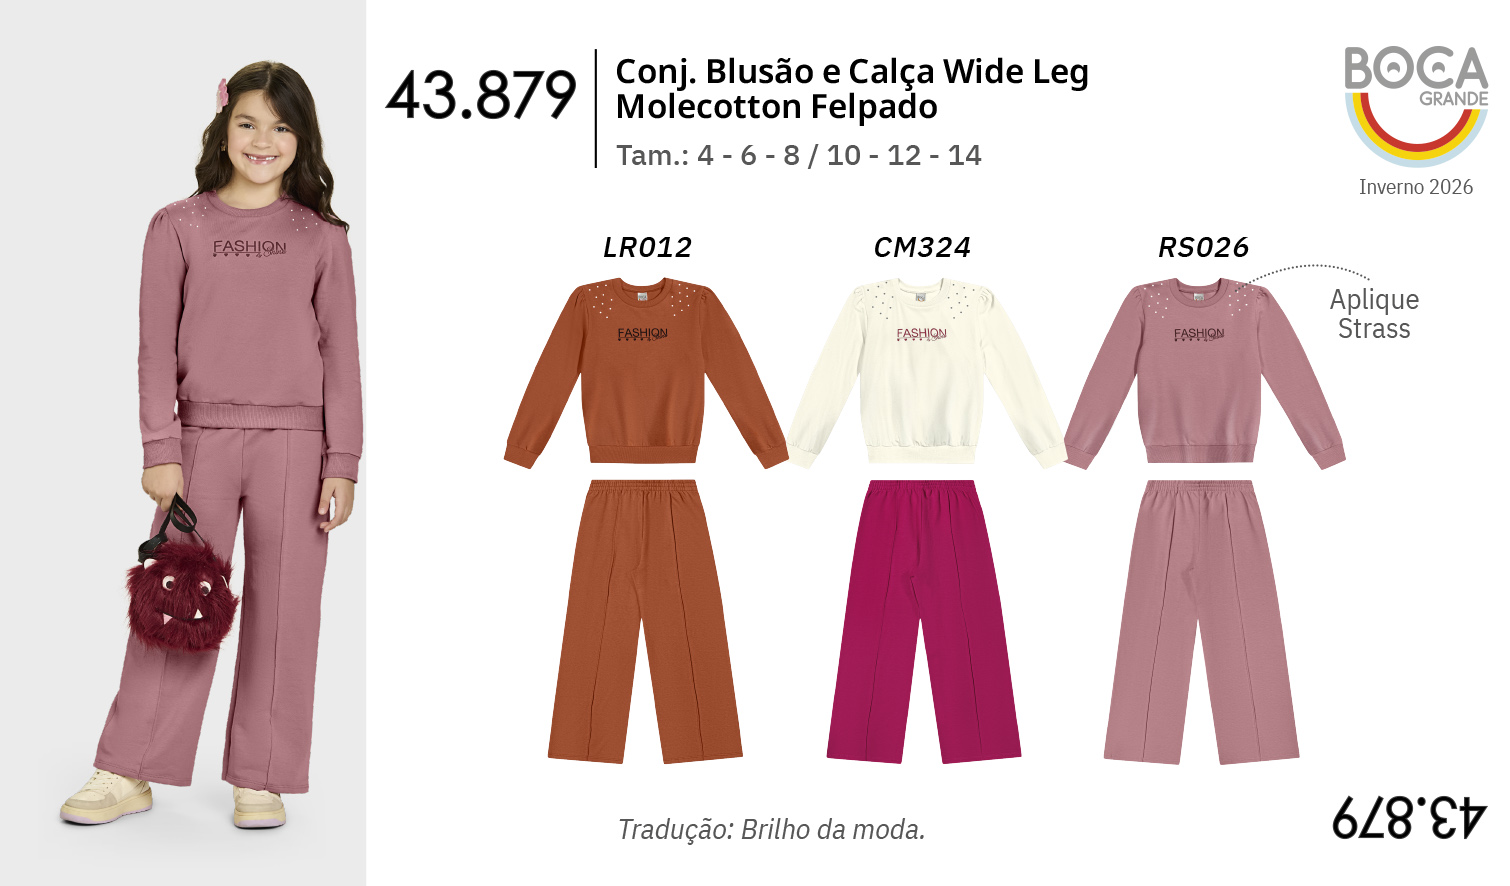 43.879
Conj. Blusão e Calça Wide Leg
Molecotton Felpado
Tam.: 4 - 6 - 8 / 10 - 12 - 14
BOCA
GRANDE
Inverno 2026
FASHION
LR012
CM324
RS026
Aplique
Strass
FASHION
FASHION
FASHION
Tradução: Brilho da moda.
43.879